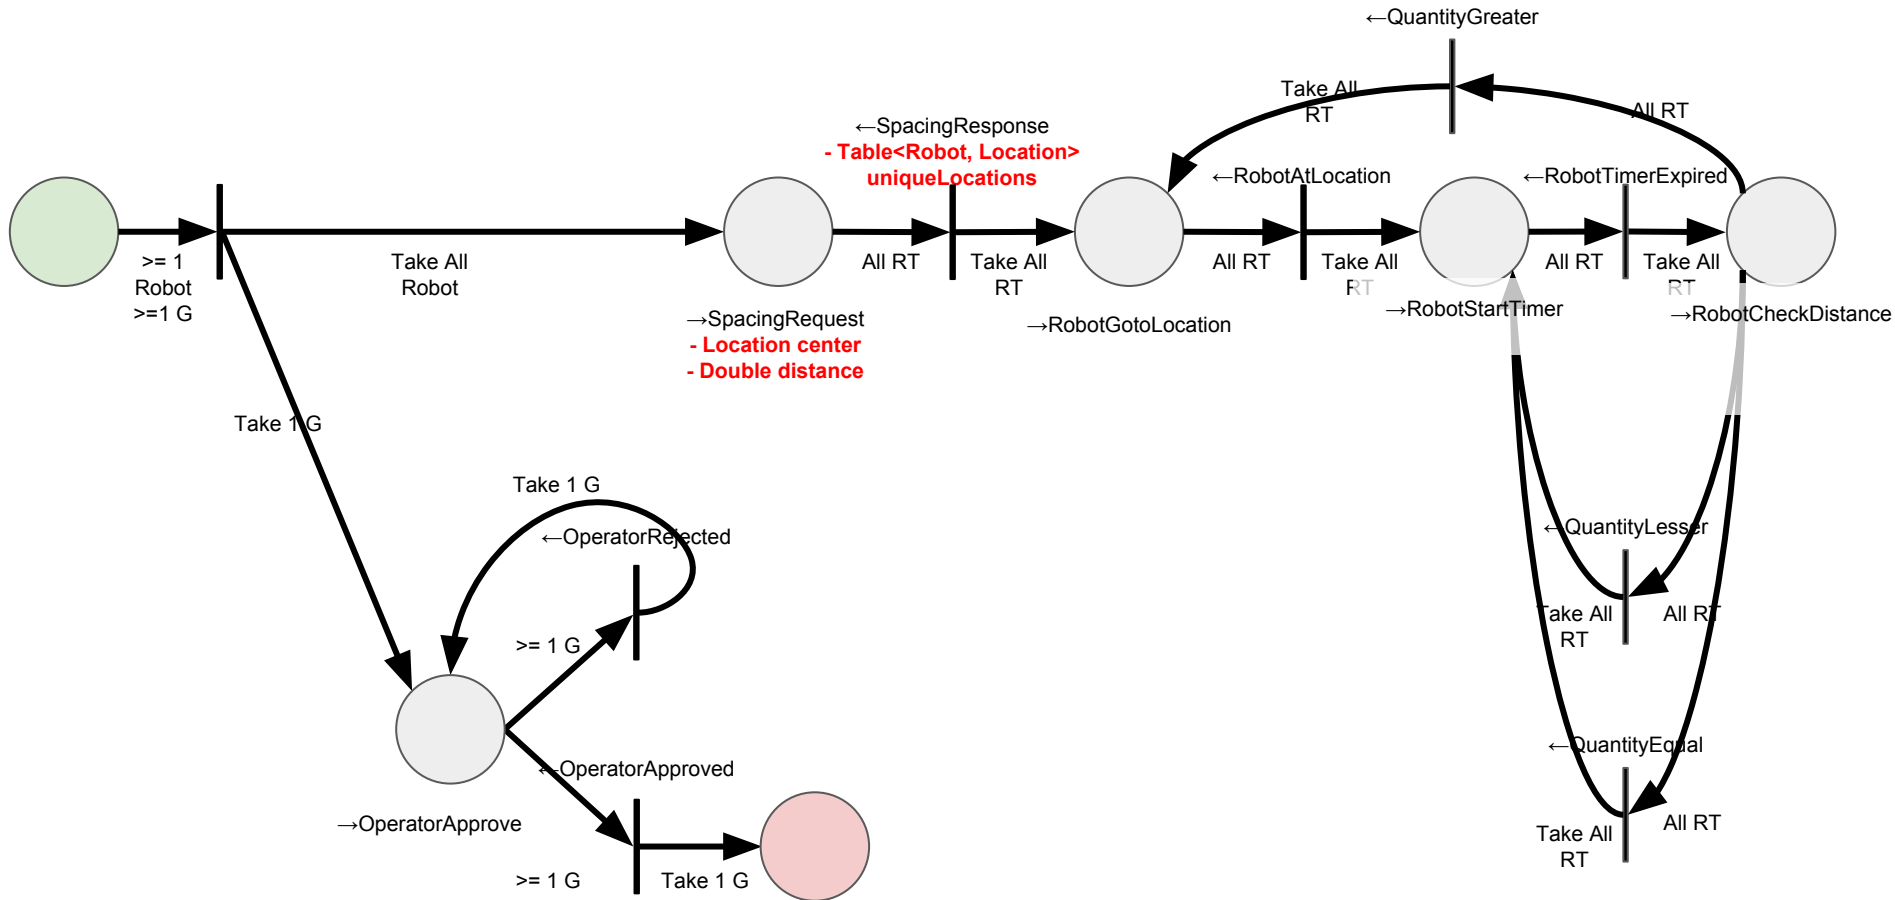 ←QuantityGreater
Take All
RT
All RT
←SpacingResponse
- Table<Robot, Location>
uniqueLocations
←RobotAtLocation
←RobotTimerExpired
>= 1
Robot
>=1 G
Take All
Robot
All RT
Take All
RT
All RT
Take All
RT
All RT
Take All
RT
→SpacingRequest
- Location center
- Double distance
→RobotGotoLocation
→RobotStartTimer
→RobotCheckDistance
Take 1 G
Take 1 G
←OperatorRejected
←QuantityLesser
>= 1 G
Take All
RT
All RT
←QuantityEqual
←OperatorApproved
→OperatorApprove
Take All
RT
All RT
>= 1 G
Take 1 G